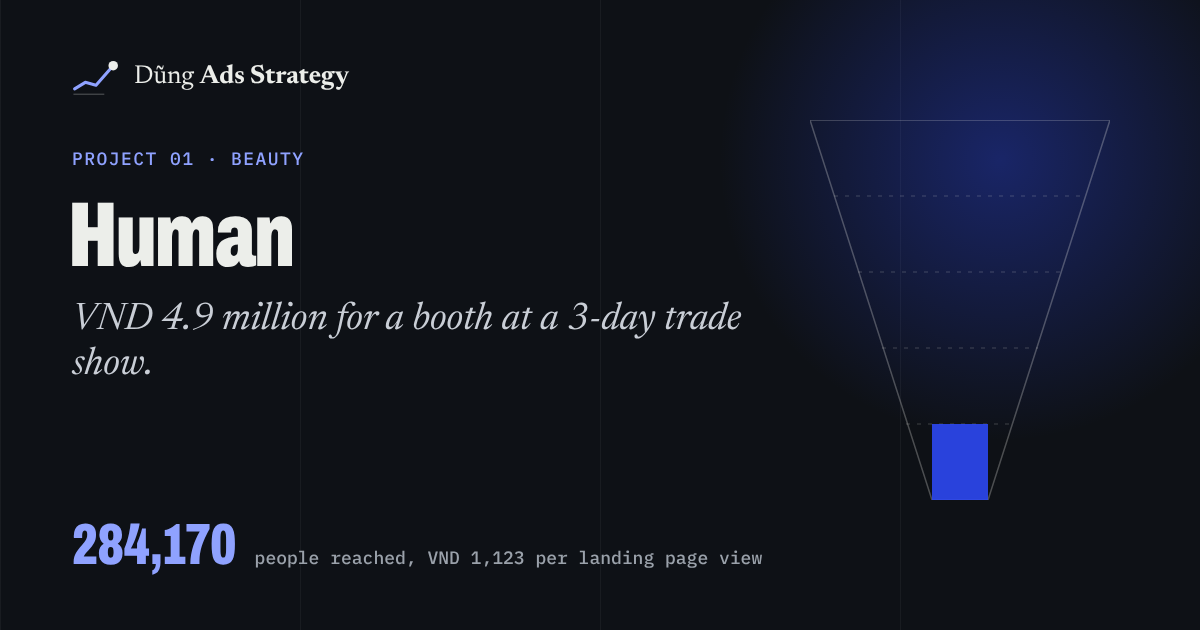 Dũng Ads Strategy
PROJECT 01 · BEAUTY
Human
VND 4.9 million for a booth at a 3-day trade
show.
284,170 people reached, VND 1,123 per landing page view